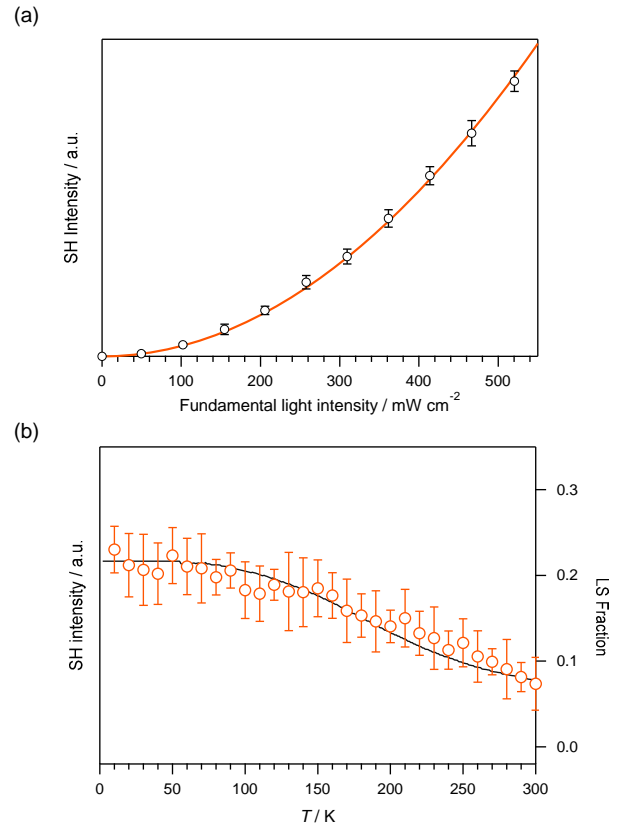 (a)
SH Intensity / a.u.
0 100 200 300 400 500
Fundamental light intensity / mW cm⁻²
(b)
SH intensity / a.u.
0.3
0.2
0.1
0.0
LS Fraction
0 50 100 150 200 250 300
T / K